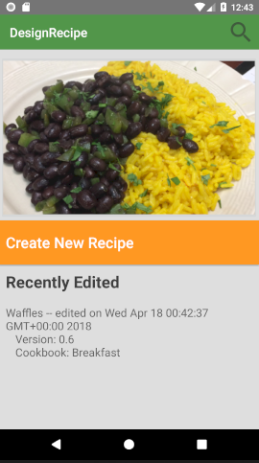 12:43
DesignRecipe
Create New Recipe
Recently Edited
Waffles -- edited on Wed Apr 18 00:42:37
GMT+00:00 2018
Version: 0.6
Cookbook: Breakfast